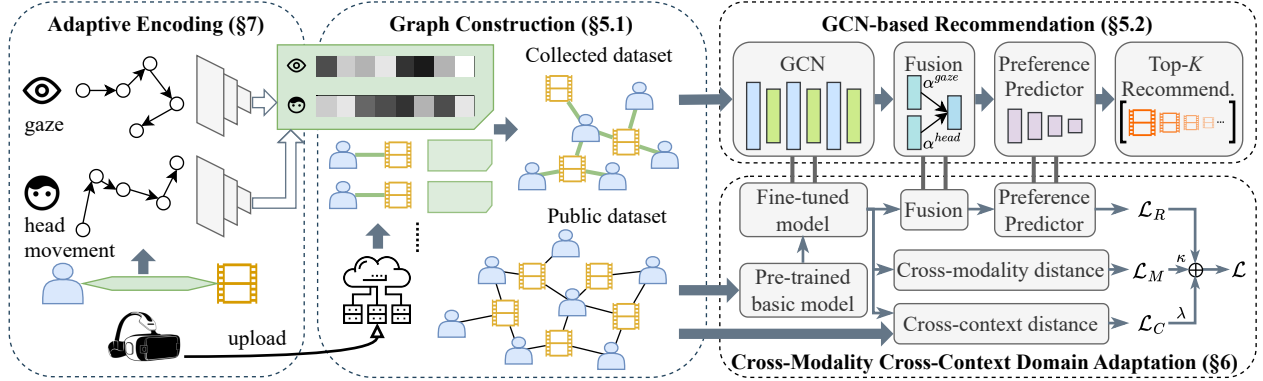 Adaptive Encoding (§7)
gaze
head
movement
upload
Graph Construction (§5.1)
Collected dataset
Public dataset
GCN-based Recommendation (§5.2)
GCN
Fusion
α^gaze
α^head
Preference
Predictor
Top-K
Recommend.
[ ... ]
Fine-tuned
model
Fusion
Preference
Predictor
ℒ_R
Pre-trained
basic model
Cross-modality distance
ℒ_M
κ
⊕
ℒ
Cross-context distance
ℒ_C
λ
Cross-Modality Cross-Context Domain Adaptation (§6)